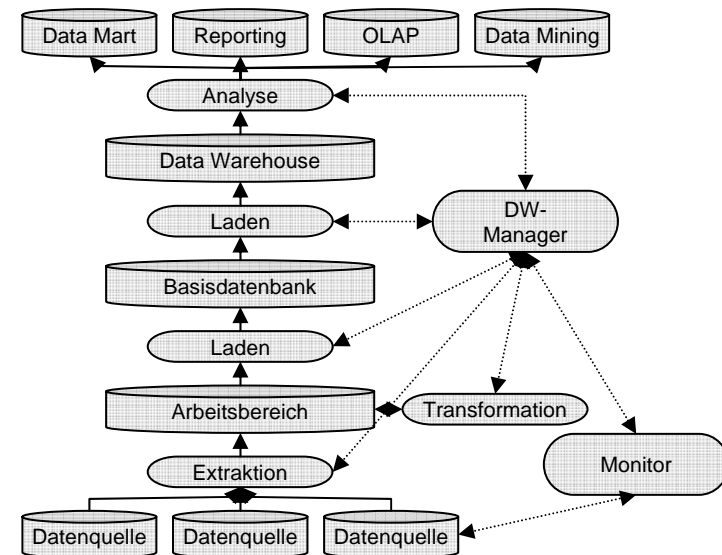 Data Mart
Reporting
OLAP
Data Mining
Analyse
Data Warehouse
Laden
DW-
Manager
Basisdatenbank
Laden
Arbeitsbereich
Transformation
Extraktion
Monitor
Datenquelle
Datenquelle
Datenquelle